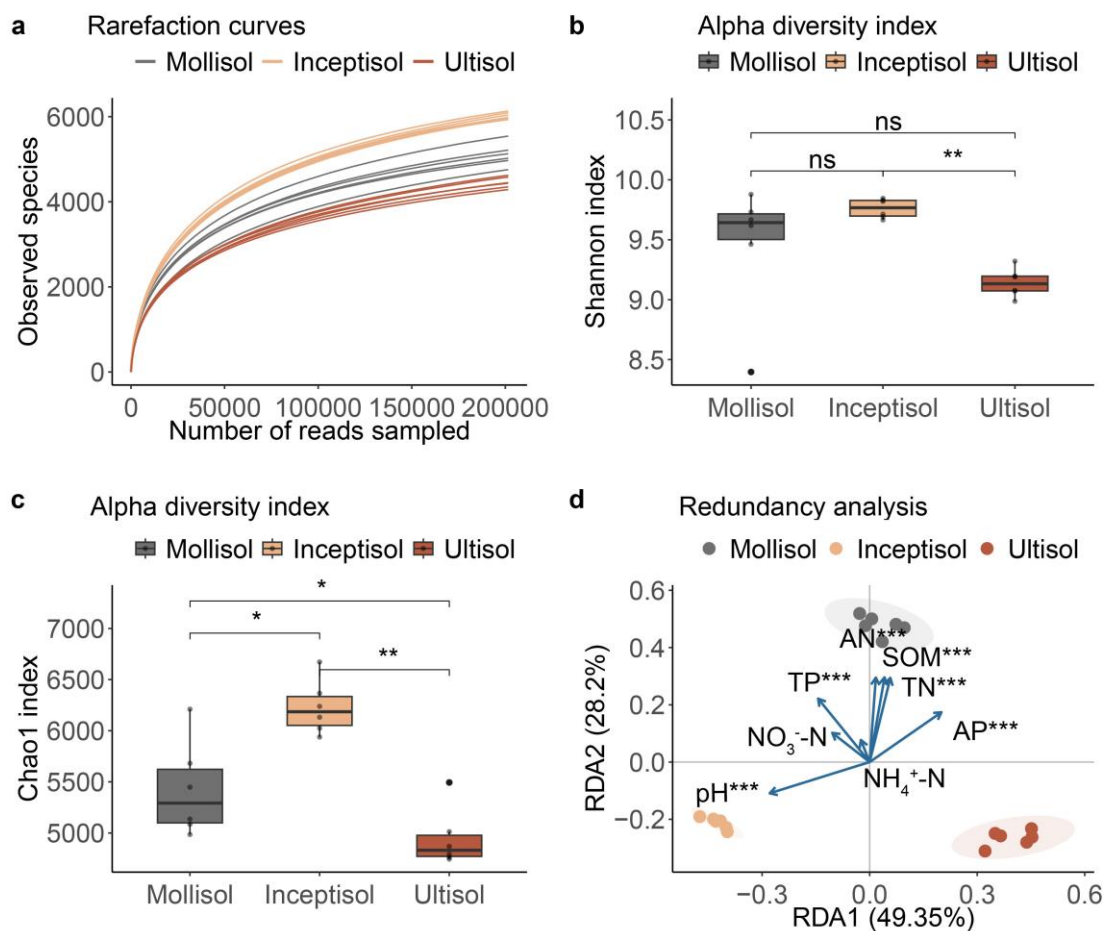 a Rarefaction curves
Mollisol Inceptisol Ultisol
6000
4000
2000
0
Observed species
0 50000 100000 150000 200000
Number of reads sampled
b Alpha diversity index
Mollisol Inceptisol Ultisol
10.5
10.0
9.5
9.0
8.5
Shannon index
ns
ns **
Mollisol Inceptisol Ultisol
c Alpha diversity index
Mollisol Inceptisol Ultisol
7000
6500
6000
5500
5000
Chao1 index
*
*
**
Mollisol Inceptisol Ultisol
d Redundancy analysis
Mollisol Inceptisol Ultisol
0.6
0.4
0.2
0.0
−0.2
RDA2 (28.2%)
AN***
SOM***
TP*** TN***
AP***
NO₃⁻-N
NH₄⁺-N
pH***
−0.3 0.0 0.3 0.6
RDA1 (49.35%)